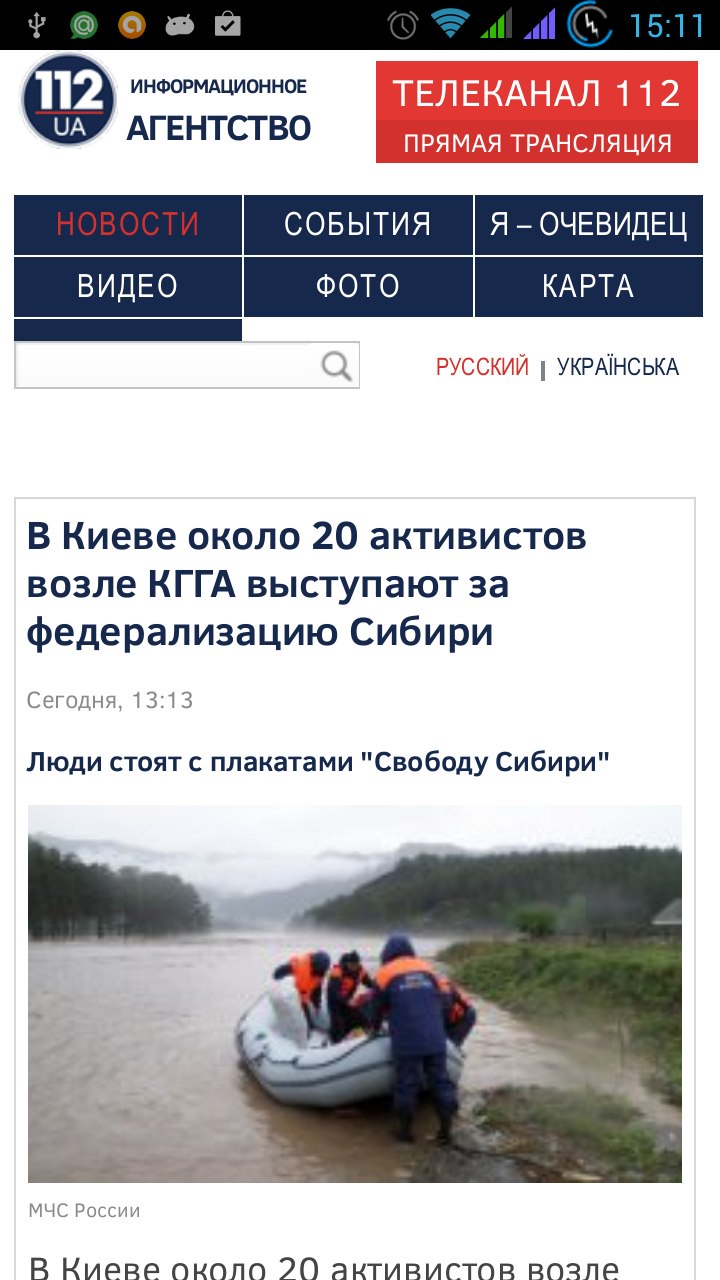 15:11
112
UA
ИНФОРМАЦИОННОЕ
АГЕНТСТВО
ТЕЛЕКАНАЛ 112
ПРЯМАЯ ТРАНСЛЯЦИЯ
НОВОСТИ СОБЫТИЯ Я – ОЧЕВИДЕЦ
ВИДЕО ФОТО КАРТА
РУССКИЙ | УКРАЇНСЬКА
В Киеве около 20 активистов
возле КГГА выступают за
федерализацию Сибири
Сегодня, 13:13
Люди стоят с плакатами "Свободу Сибири"
МЧС России
В Киеве около 20 активистов возле